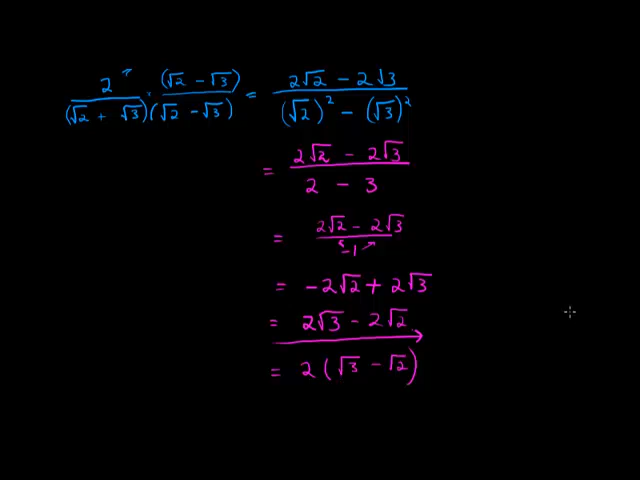 2/(√2 + √3) · (√2 − √3)/(√2 − √3) = (2√2 − 2√3)/((√2)² − (√3)²)
= (2√2 − 2√3)/(2 − 3)
= (2√2 − 2√3)/−1
= −2√2 + 2√3
= 2√3 − 2√2
= 2(√3 − √2)